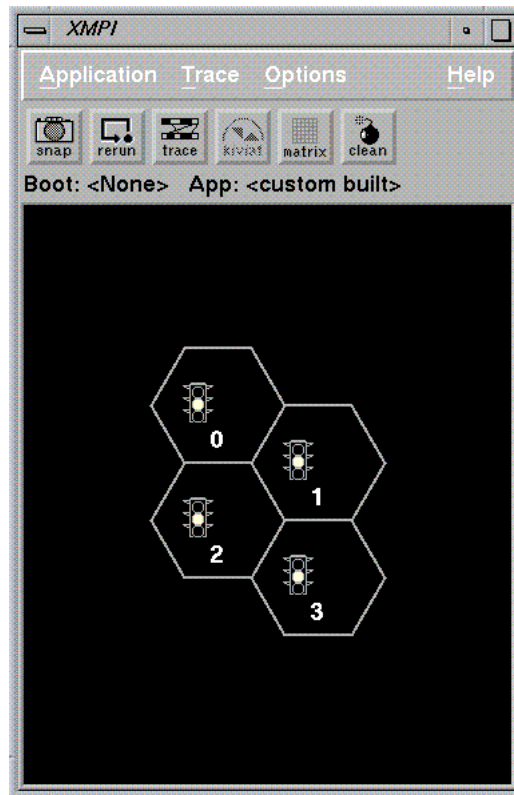 XMPI
Application Trace Options Help
snap rerun trace kiviat matrix clean
Boot: <None> App: <custom built>
0
1
2
3